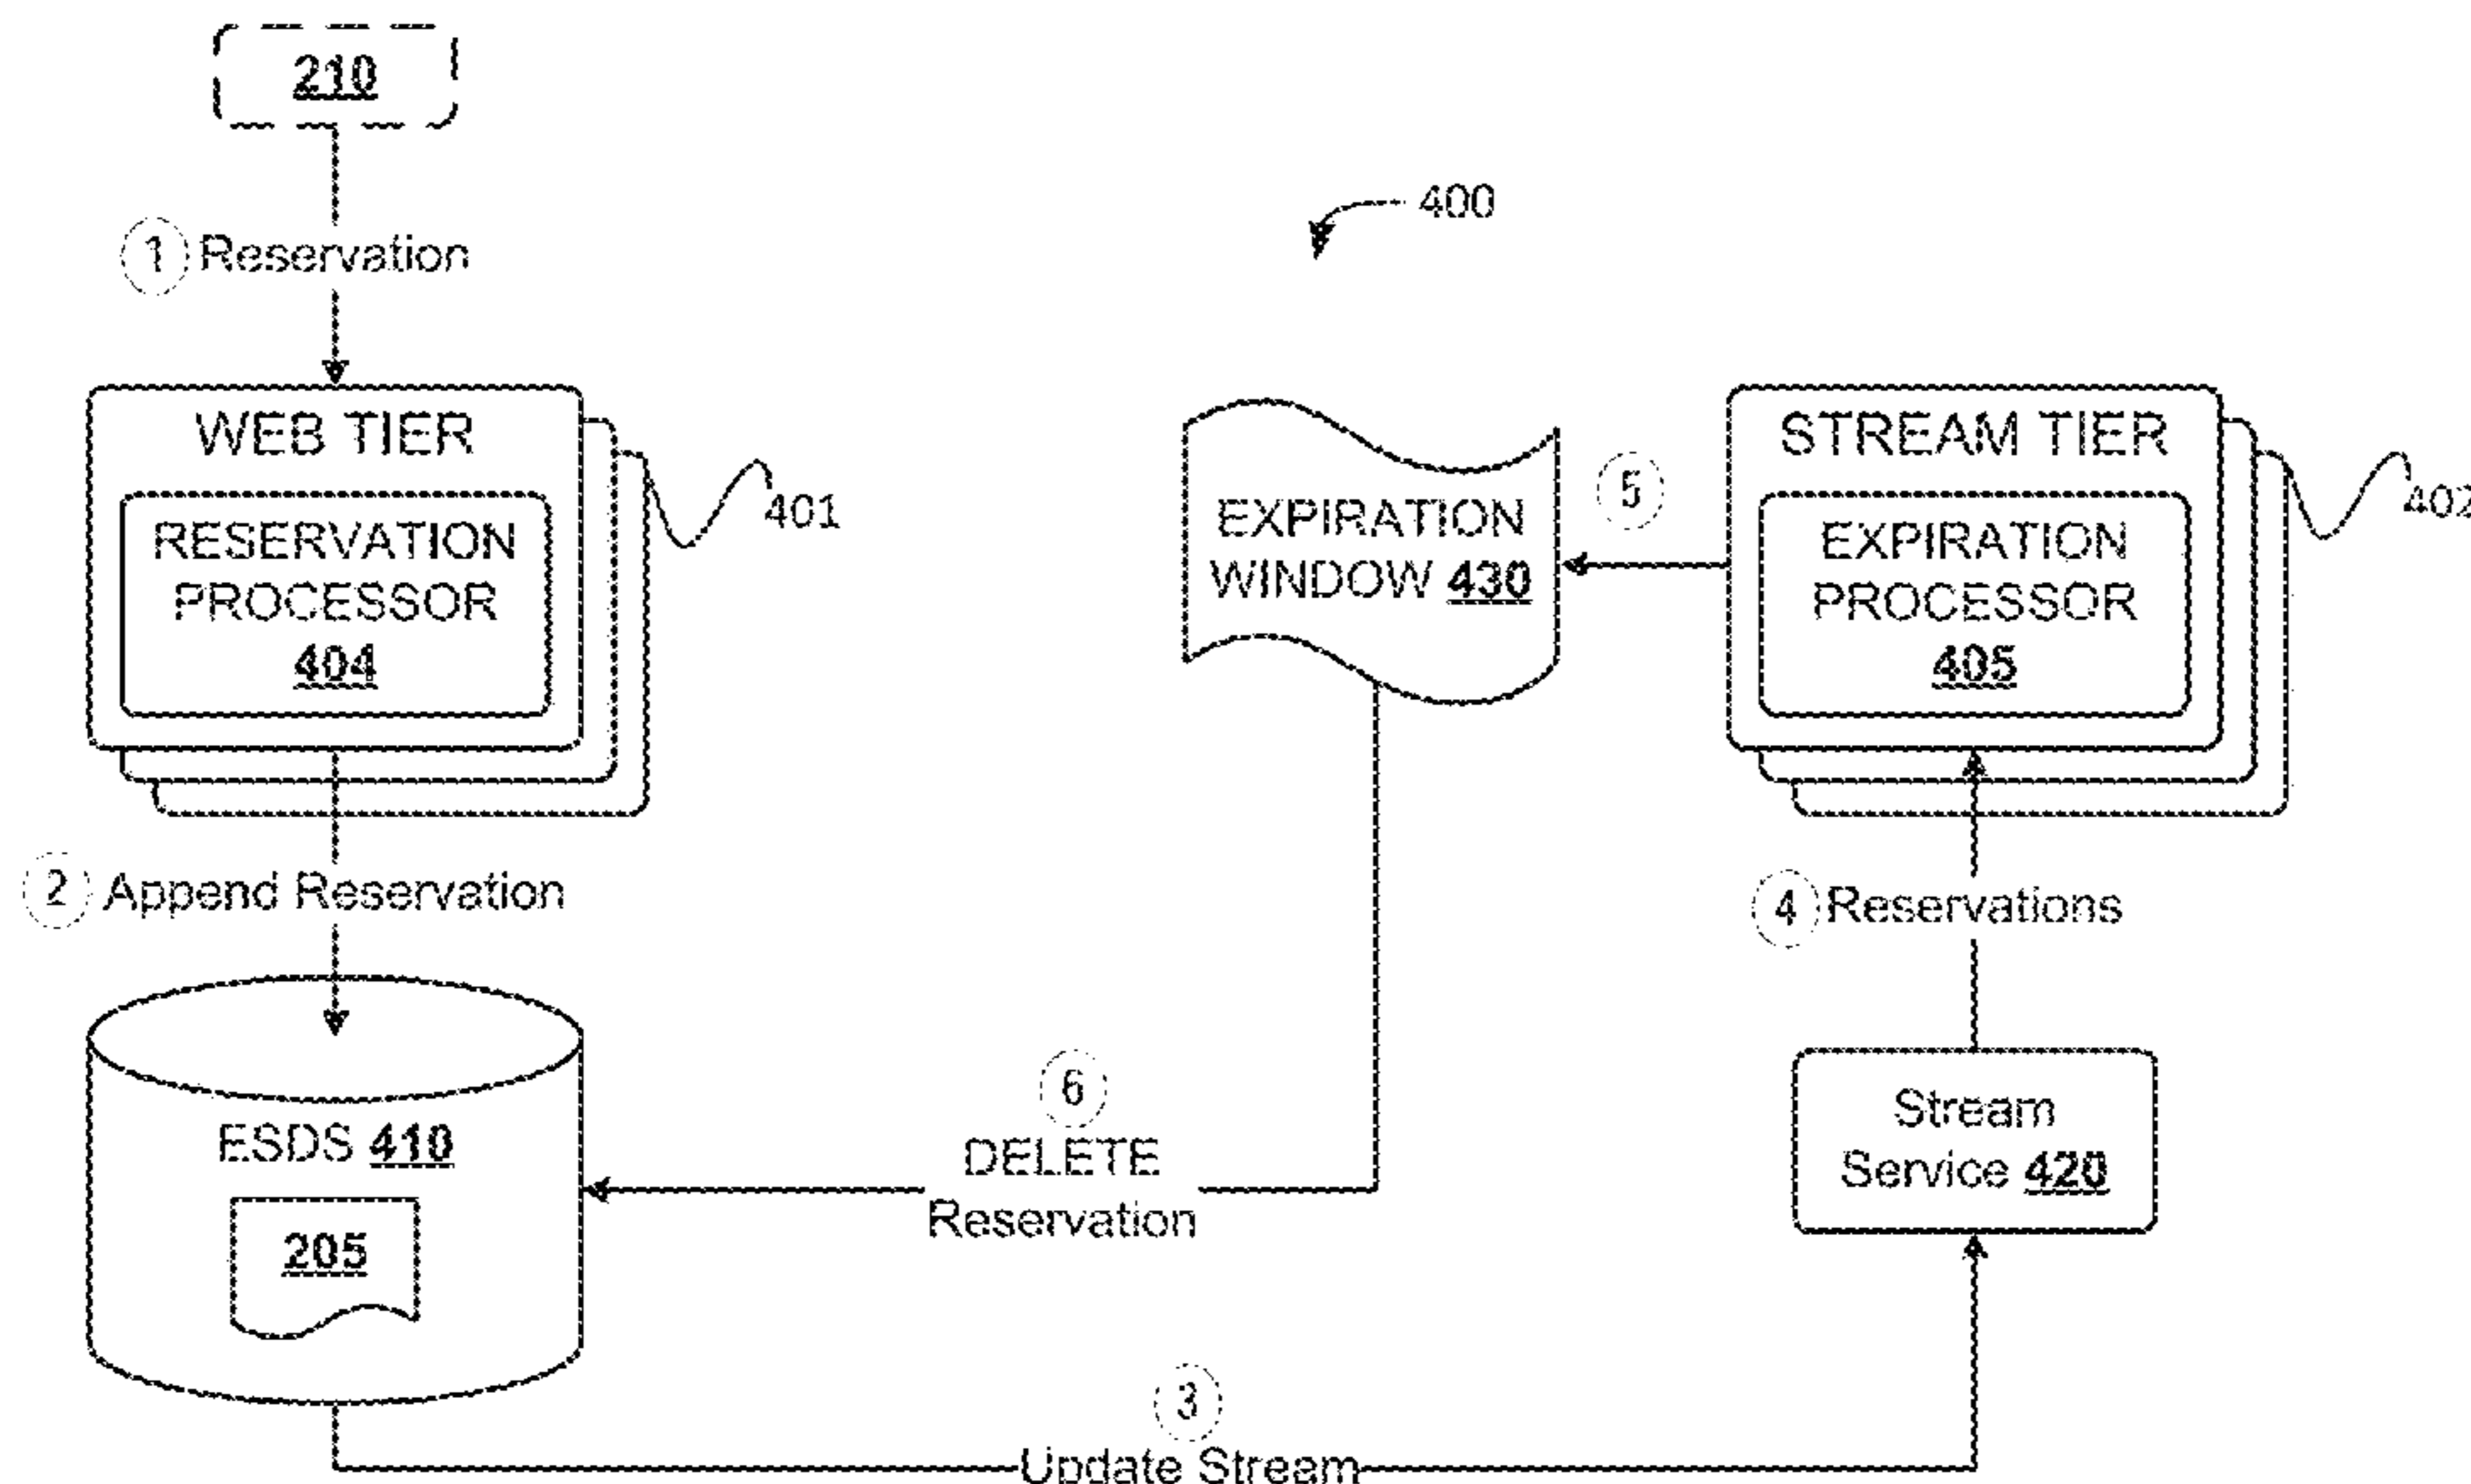 210
1 Reservation
400
WEB TIER
RESERVATION
PROCESSOR
404
401
EXPIRATION
WINDOW 430
5
STREAM TIER
EXPIRATION
PROCESSOR
405
402
2 Append Reservation
4 Reservations
ESDS 410
205
6
DELETE
Reservation
Stream
Service 420
3
Update Stream